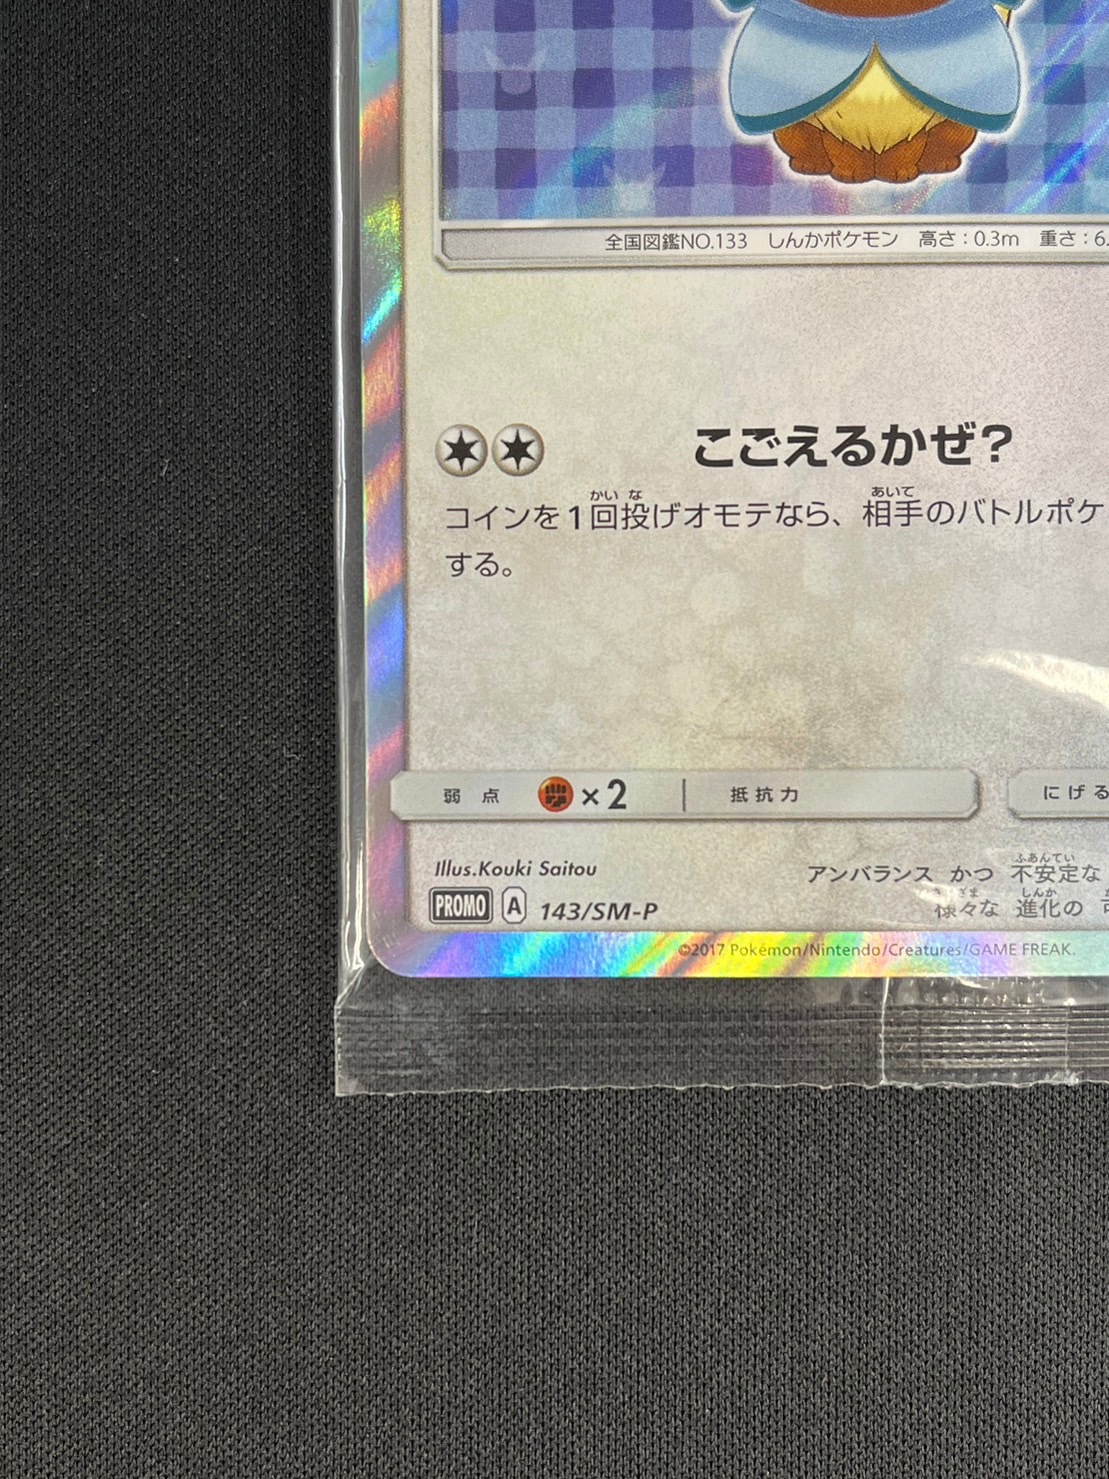 全国図鑑NO.133 しんかポケモン 高さ：0.3m 重さ：6.
こごえるかぜ？
コインを1回投げオモテなら、相手のバトルポケ
する。
弱点 ×2 抵抗力 にげる
Illus.Kouki Saitou
アンバランス かつ 不安定な
PROMO A 143/SM-P
様々な 進化の
©2017 Pokémon/Nintendo/Creatures/GAME FREAK.